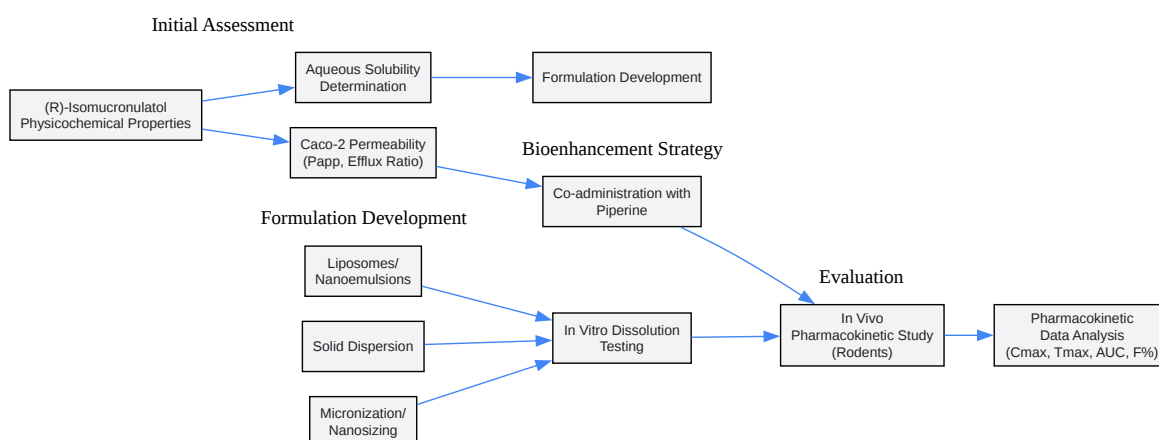 Initial Assessment
Aqueous Solubility
Determination
Formulation Development
(R)-Isomucronulatol
Physicochemical Properties
Caco-2 Permeability
(Papp, Efflux Ratio)
Bioenhancement Strategy
Co-administration with
Piperine
Formulation Development
Liposomes/
Nanoemulsions
Solid Dispersion
Micronization/
Nanosizing
In Vitro Dissolution
Testing
Evaluation
In Vivo
Pharmacokinetic Study
(Rodents)
Pharmacokinetic
Data Analysis
(Cmax, Tmax, AUC, F%)